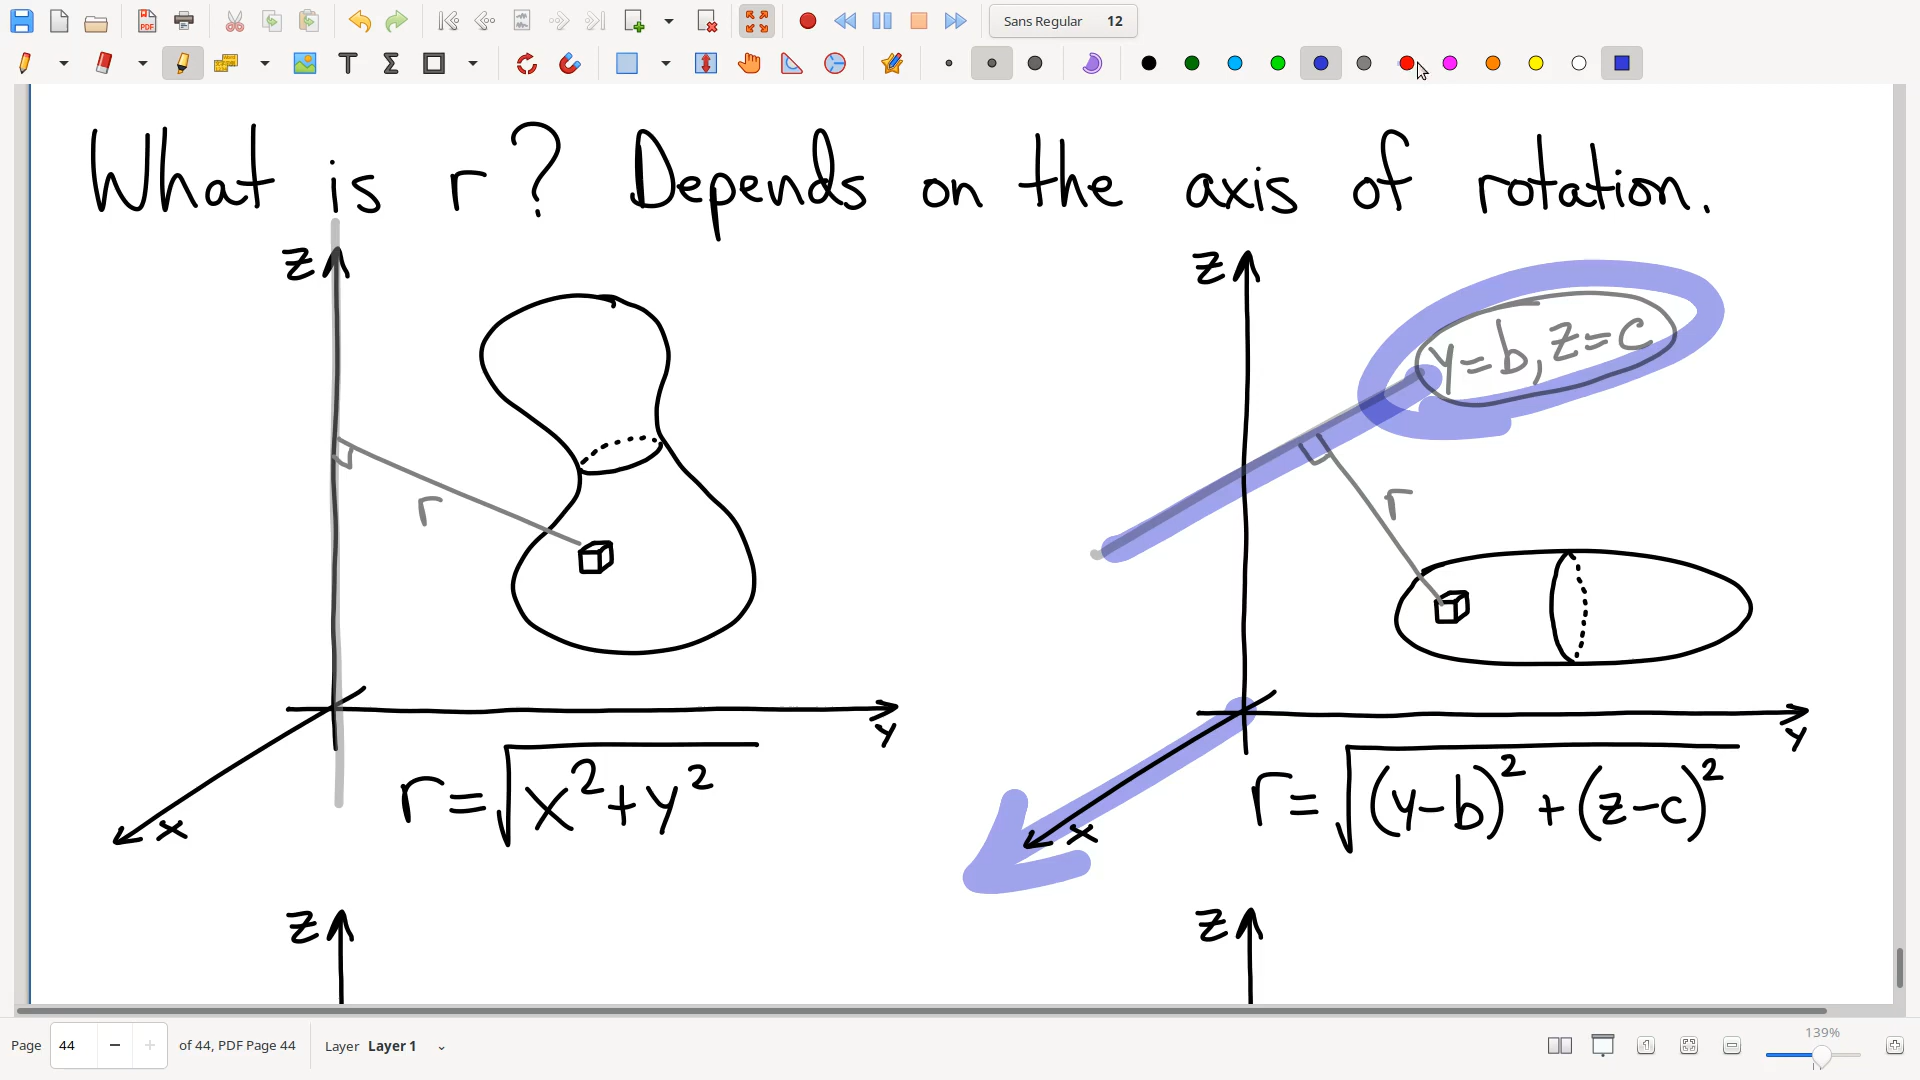 PDF
Sans Regular 12
T Σ
What is r? Depends on the axis of rotation.
z
r
y
x
r=√x²+y²
z
y=b, z=c
r
y
x
r=√(y-b)²+(z-c)²
z
z
Page 44 of 44, PDF Page 44 Layer Layer 1
139%